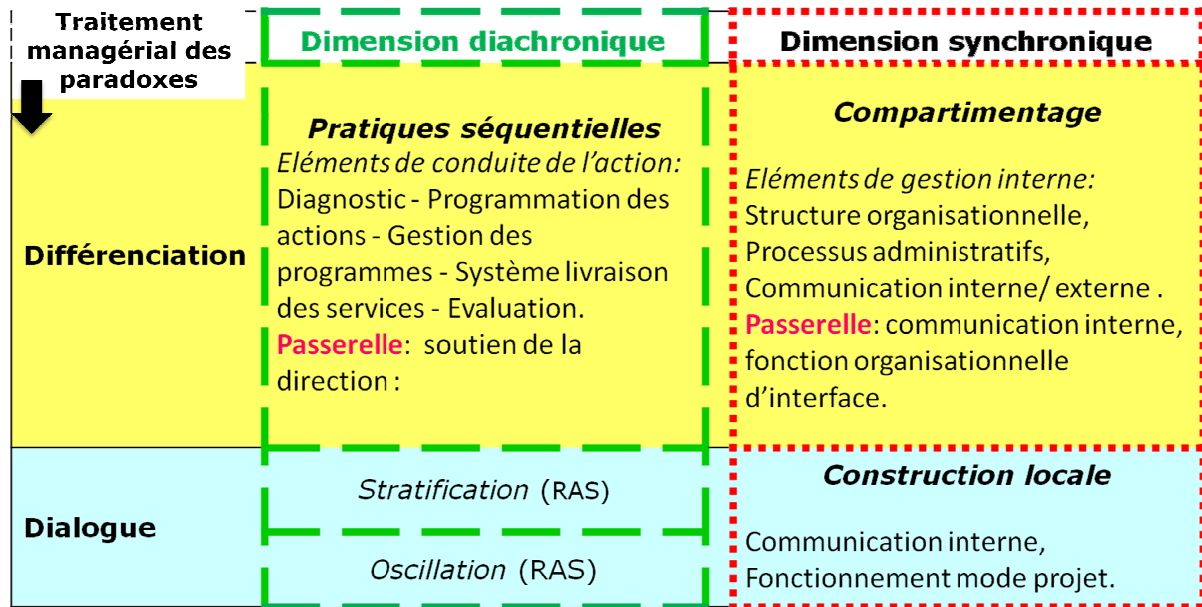 Traitement
managérial des
paradoxes
Dimension diachronique
Dimension synchronique
Différenciation
Pratiques séquentielles
Eléments de conduite de l’action:
Diagnostic - Programmation des
actions - Gestion des
programmes - Système livraison
des services - Evaluation.
Passerelle: soutien de la
direction :
Compartimentage
Eléments de gestion interne:
Structure organisationnelle,
Processus administratifs,
Communication interne/ externe .
Passerelle: communication interne,
fonction organisationnelle
d’interface.
Dialogue
Stratification (RAS)
Oscillation (RAS)
Construction locale
Communication interne,
Fonctionnement mode projet.